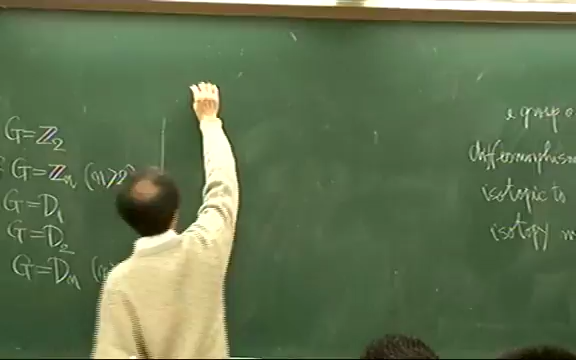 G=ℤ₂
G=ℤₙ (n>2)
G=D₁
G=D₂
G=Dₙ (
e group o
diffeomorphism
isotopic to
isotopy